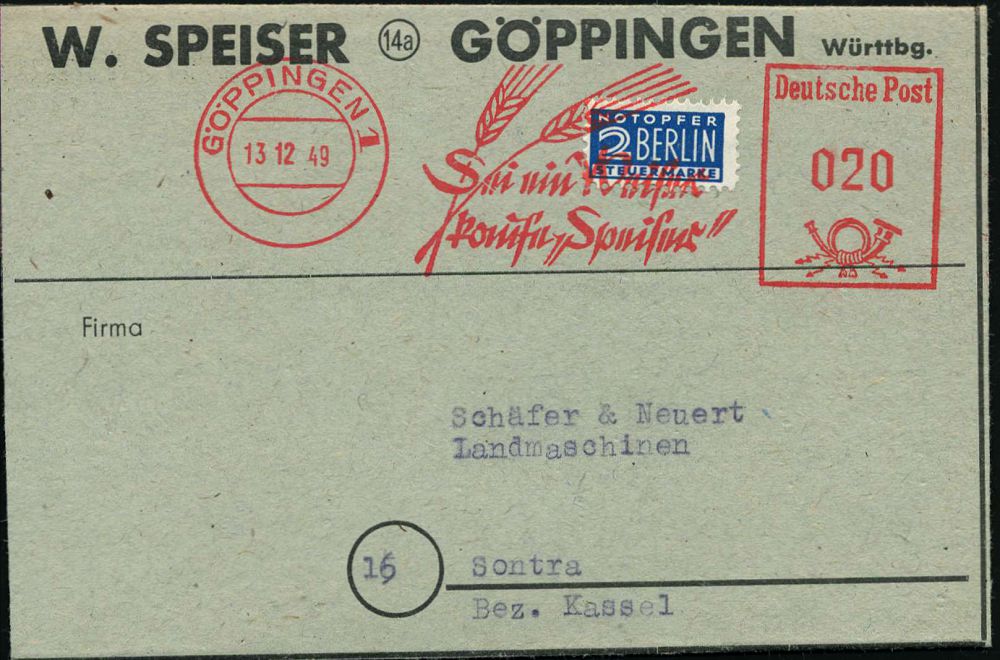 W. SPEISER 14a GÖPPINGEN Württbg.
GÖPPINGEN 1
13 12 49
Sei ein Weiser
kaufe „Speiser"
NOTOPFER
2 BERLIN
STEUERMARKE
Deutsche Post
020
Firma
Schäfer & Neuert
Landmaschinen
16 Sontra
Bez. Kassel